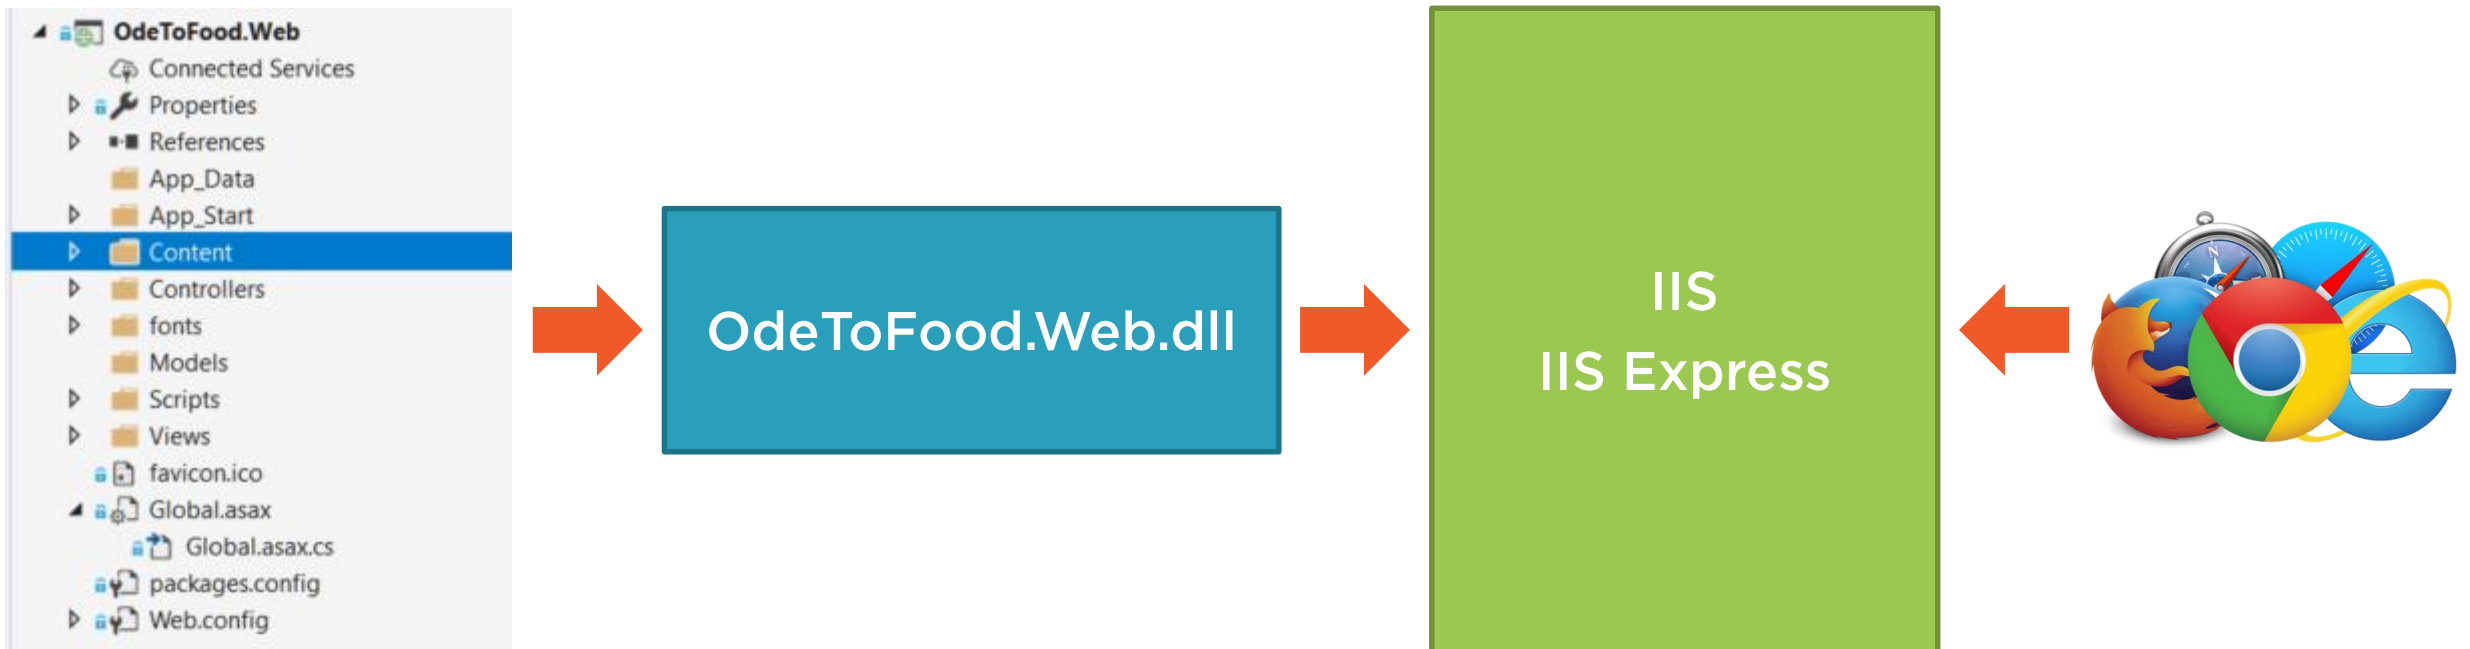 OdeToFood.Web
Connected Services
Properties
References
App_Data
App_Start
Content
Controllers
fonts
Models
Scripts
Views
favicon.ico
Global.asax
Global.asax.cs
packages.config
Web.config
OdeToFood.Web.dll
IIS
IIS Express
N